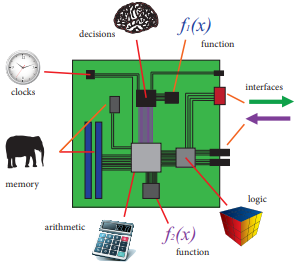 decisions
f₁(x)
function
clocks
interfaces
memory
logic
arithmetic
f₂(x)
function